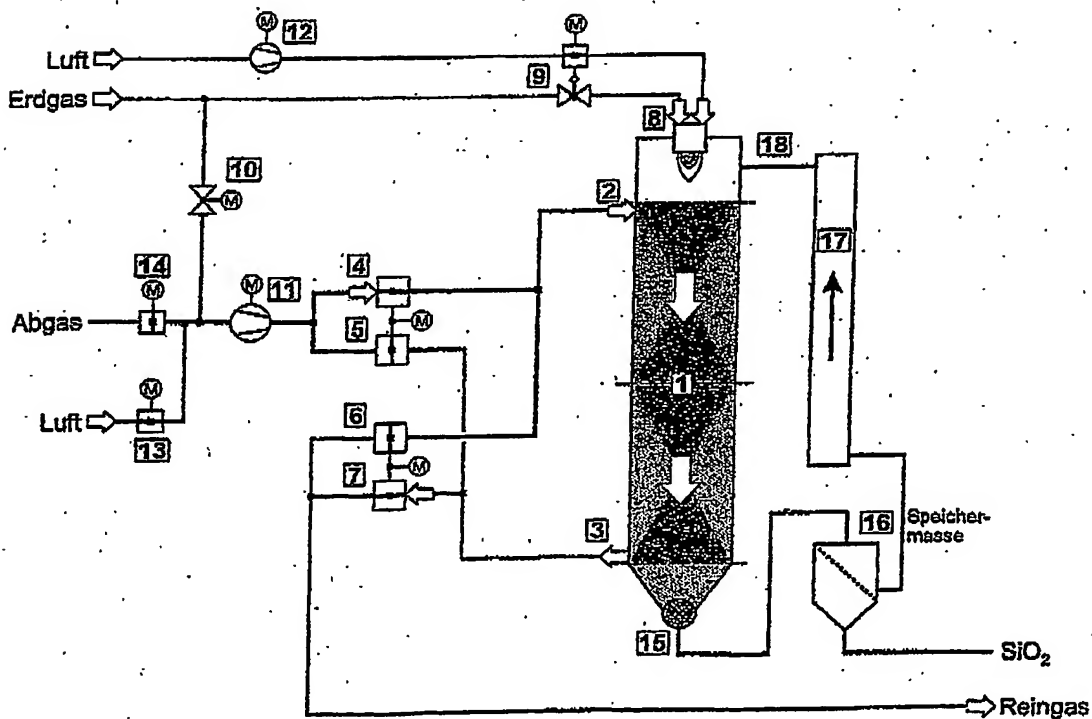 M
12
M
Luft
9
Erdgas
8
18
10
M
2
17
14
M
M
11
4
Abgas
M
5
1
M
Luft
13
6
M
7
3
16
Speicher-
masse
15
SiO₂
Reingas